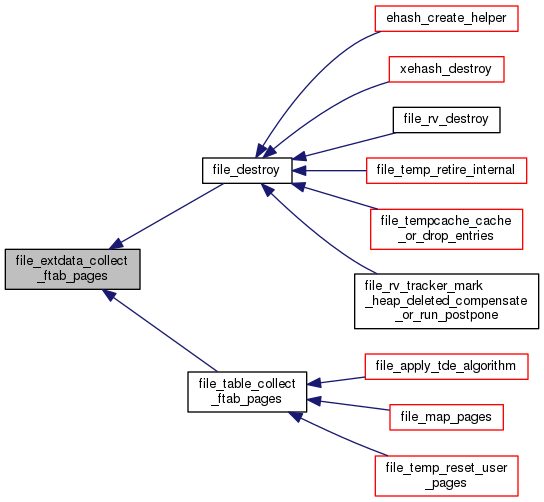 ehash_create_helper
xehash_destroy
file_rv_destroy
file_destroy
file_temp_retire_internal
file_tempcache_cache
_or_drop_entries
file_extdata_collect
_ftab_pages
file_rv_tracker_mark
_heap_deleted_compensate
_or_run_postpone
file_table_collect
_ftab_pages
file_apply_tde_algorithm
file_map_pages
file_temp_reset_user
_pages